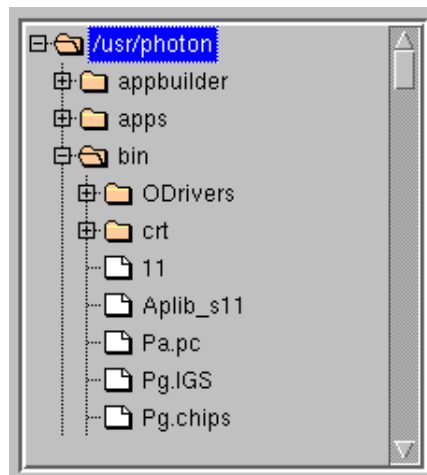 /usr/photon
appbuilder
apps
bin
ODrivers
crt
11
Aplib_s11
Pa.pc
Pg.IGS
Pg.chips